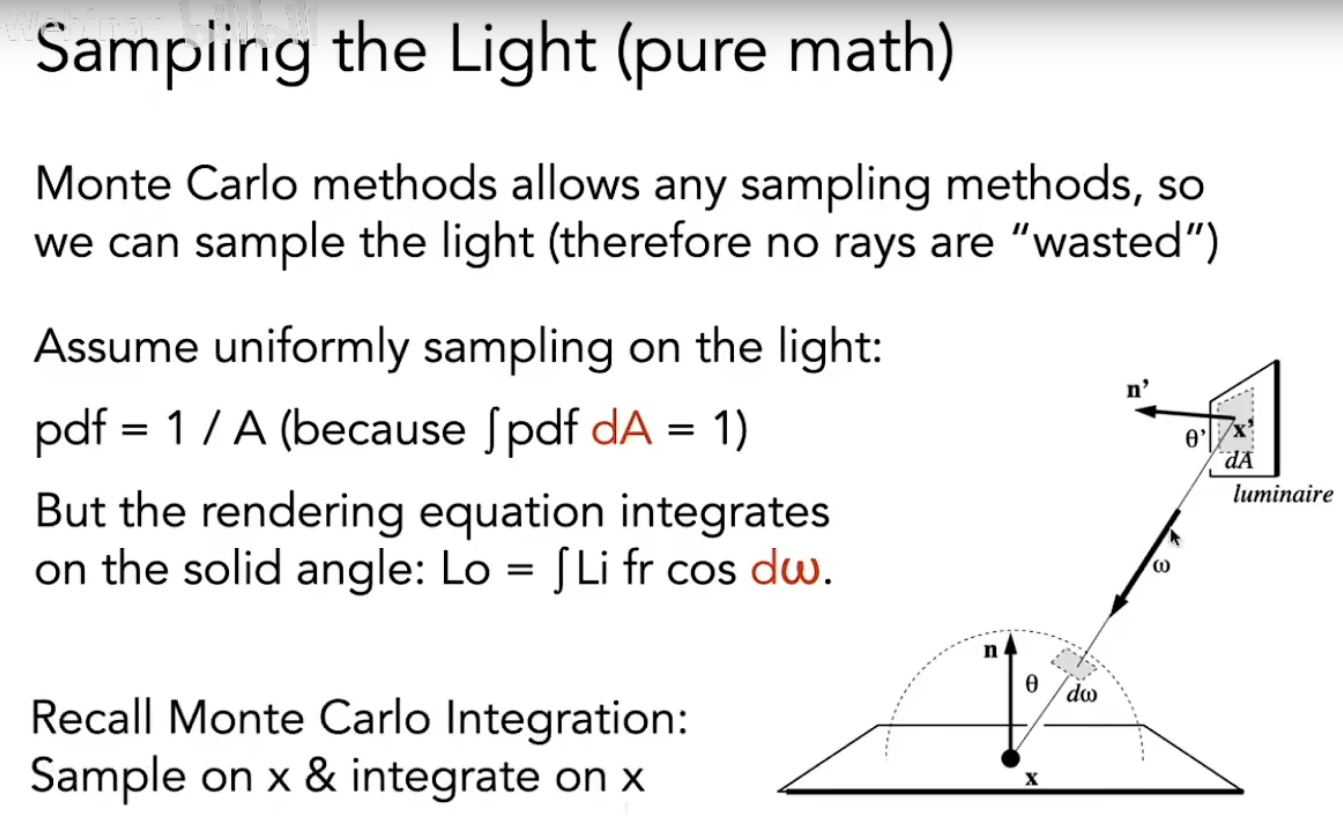 Sampling the Light (pure math)
Monte Carlo methods allows any sampling methods, so
we can sample the light (therefore no rays are “wasted”)
Assume uniformly sampling on the light:
pdf = 1 / A (because ∫pdf dA = 1)
But the rendering equation integrates
on the solid angle: Lo = ∫Li fr cos dω.
Recall Monte Carlo Integration:
Sample on x & integrate on x
n’
θ’
x’
dA
luminaire
ω
n
θ
dω
x